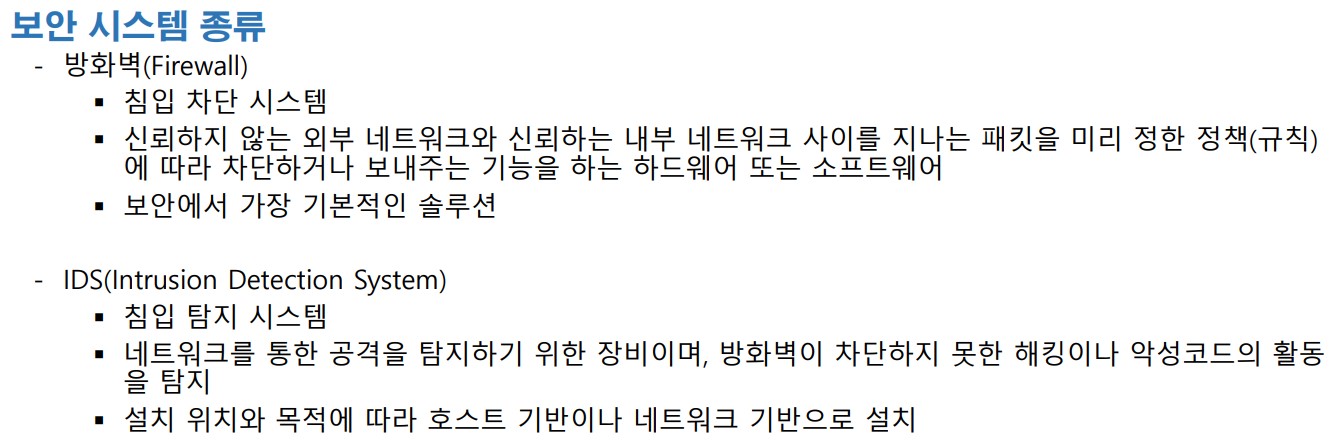 보안 시스템 종류
- 방화벽(Firewall)
▪ 침입 차단 시스템
▪ 신뢰하지 않는 외부 네트워크와 신뢰하는 내부 네트워크 사이를 지나는 패킷을 미리 정한 정책(규칙)
에 따라 차단하거나 보내주는 기능을 하는 하드웨어 또는 소프트웨어
▪ 보안에서 가장 기본적인 솔루션
- IDS(Intrusion Detection System)
▪ 침입 탐지 시스템
▪ 네트워크를 통한 공격을 탐지하기 위한 장비이며, 방화벽이 차단하지 못한 해킹이나 악성코드의 활동
을 탐지
▪ 설치 위치와 목적에 따라 호스트 기반이나 네트워크 기반으로 설치